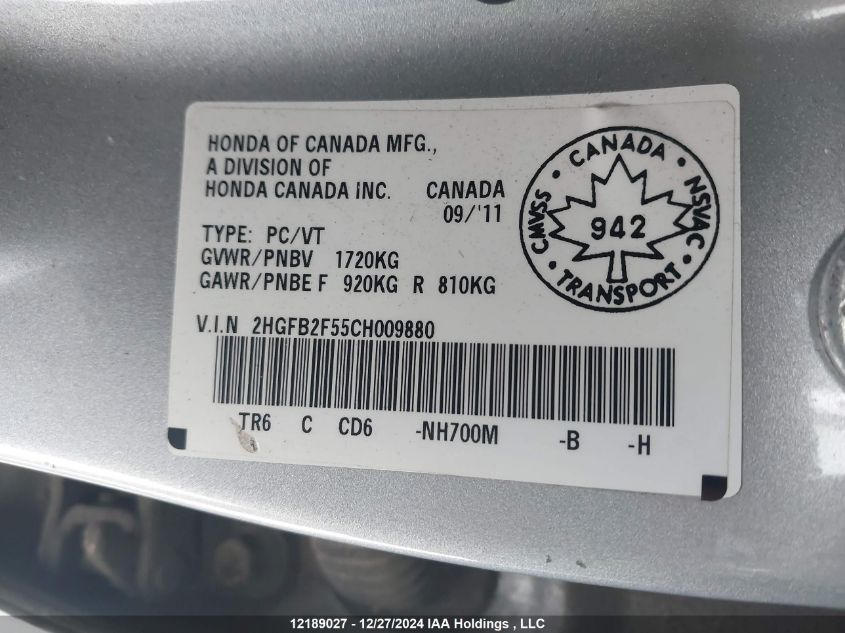 HONDA OF CANADA MFG.,
A DIVISION OF
HONDA CANADA INC. CANADA
09/'11
TYPE: PC/VT
GVWR/PNBV 1720KG
GAWR/PNBE F 920KG R 810KG
V.I.N 2HGFB2F55CH009880
TR6 C CD6 -NH700M -B -H
CMVSS • CANADA • NSVAC • TRANSPORT •
942
12189027 - 12/27/2024 IAA Holdings , LLC